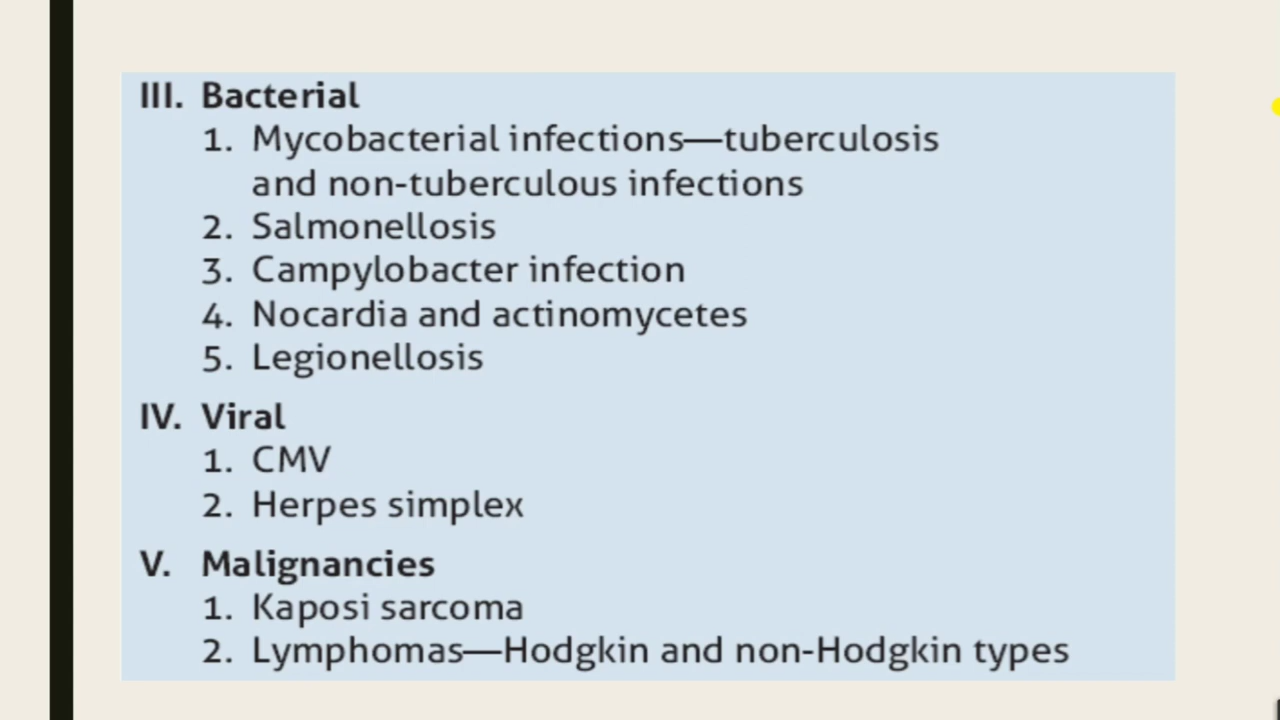 III. Bacterial
1. Mycobacterial infections—tuberculosis
and non-tuberculous infections
2. Salmonellosis
3. Campylobacter infection
4. Nocardia and actinomycetes
5. Legionellosis
IV. Viral
1. CMV
2. Herpes simplex
V. Malignancies
1. Kaposi sarcoma
2. Lymphomas—Hodgkin and non-Hodgkin types